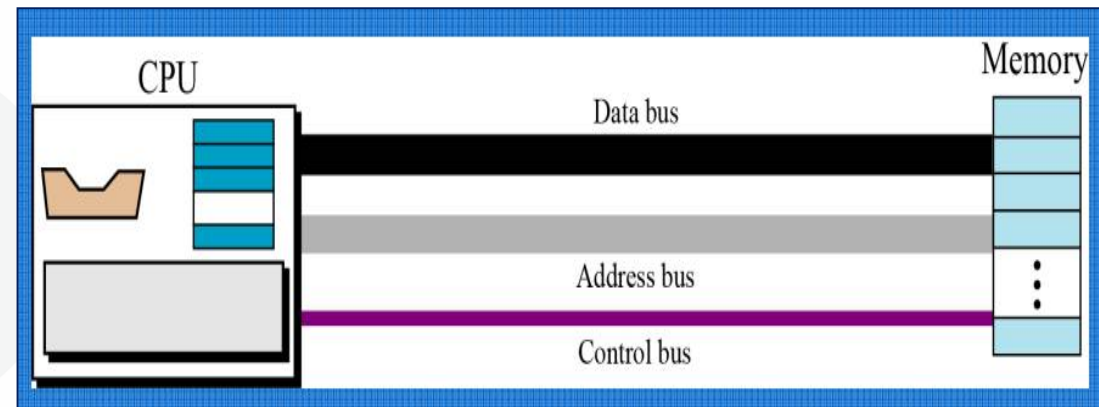 CPU
Memory
Data bus
Address bus
Control bus